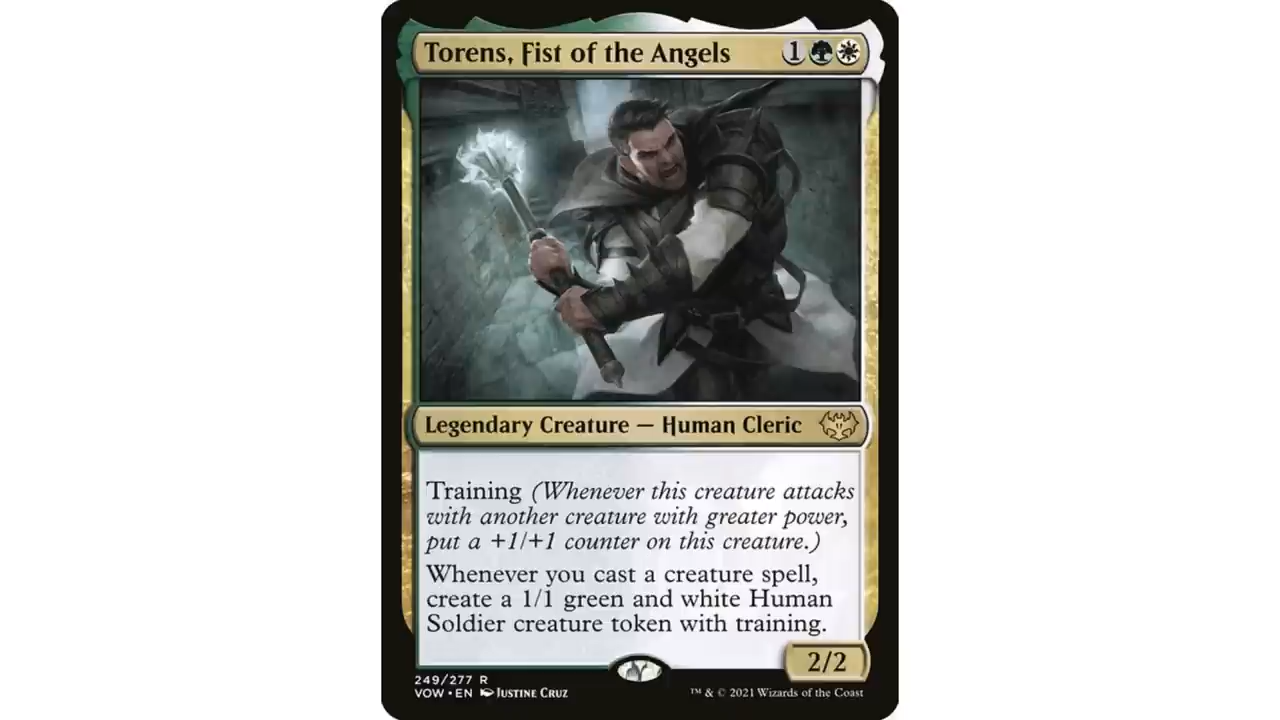 Torens, Fist of the Angels 1
Legendary Creature — Human Cleric
Training (Whenever this creature attacks
with another creature with greater power,
put a +1/+1 counter on this creature.)
Whenever you cast a creature spell,
create a 1/1 green and white Human
Soldier creature token with training.
2/2
249/277 R
VOW • EN Justine Cruz
™ & © 2021 Wizards of the Coast